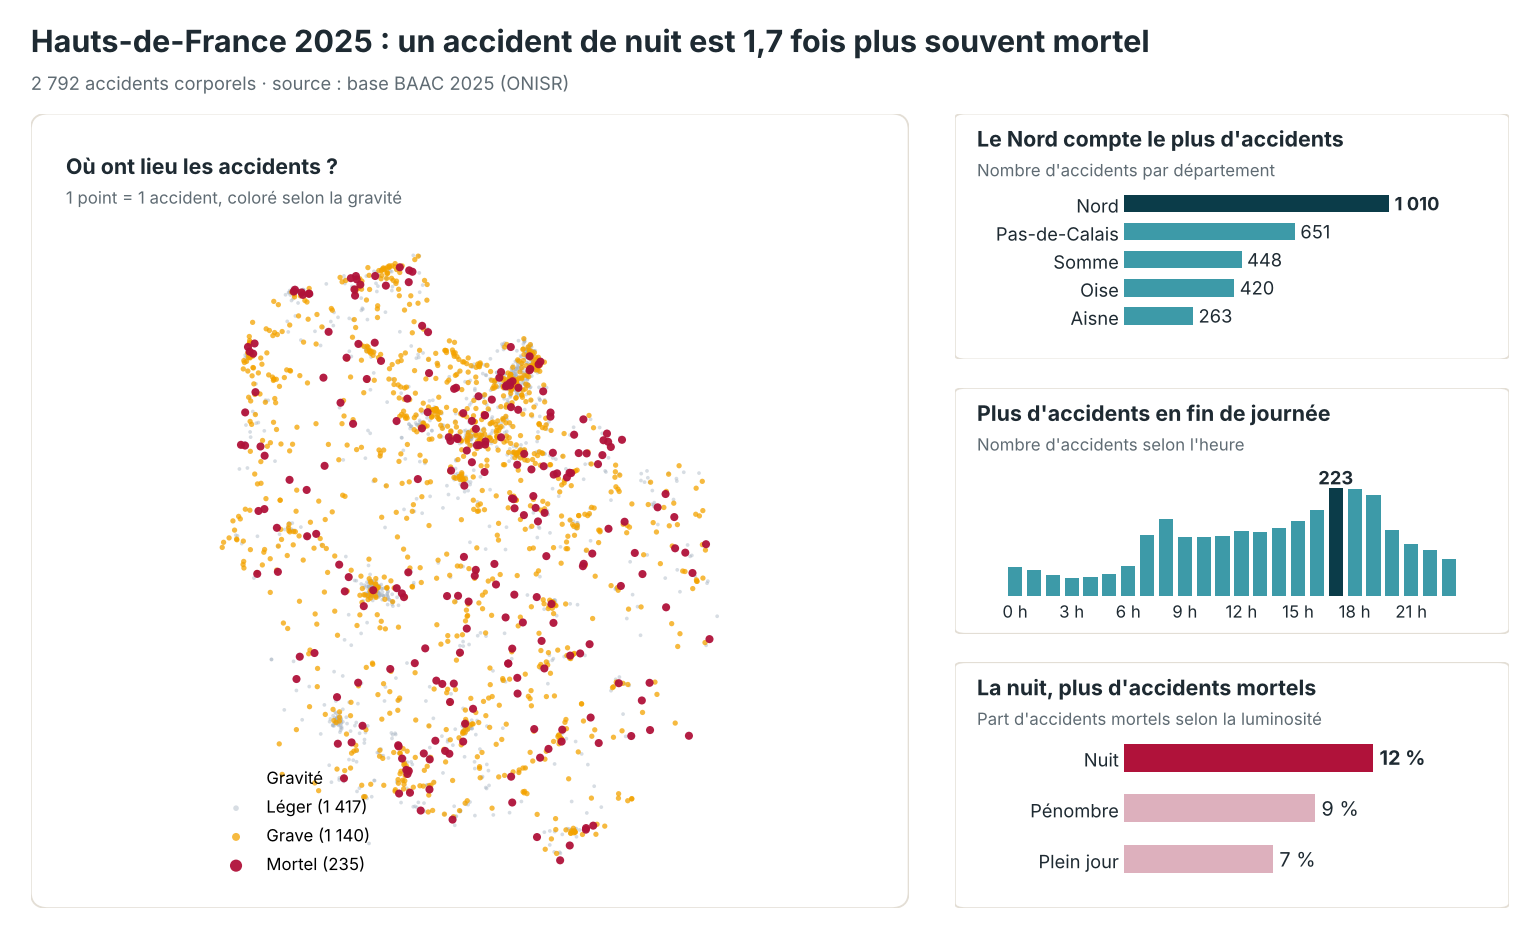 Hauts-de-France 2025 : un accident de nuit est 1,7 fois plus souvent mortel
2 792 accidents corporels · source : base BAAC 2025 (ONISR)
Où ont lieu les accidents ?
1 point = 1 accident, coloré selon la gravité
Gravité
Léger (1 417)
Grave (1 140)
Mortel (235)
Le Nord compte le plus d'accidents
Nombre d'accidents par département
Nord 1 010
Pas-de-Calais 651
Somme 448
Oise 420
Aisne 263
Plus d'accidents en fin de journée
Nombre d'accidents selon l'heure
223
0 h 3 h 6 h 9 h 12 h 15 h 18 h 21 h
La nuit, plus d'accidents mortels
Part d'accidents mortels selon la luminosité
Nuit 12 %
Pénombre 9 %
Plein jour 7 %